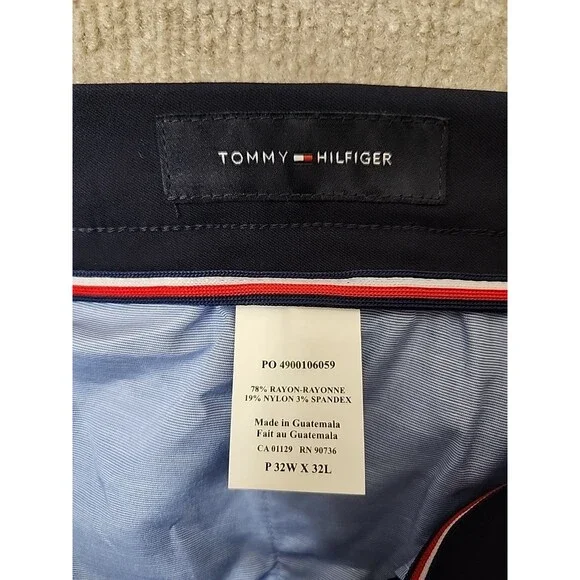 TOMMY HILFIGER
PO 4900106059
78% RAYON-RAYONNE
19% NYLON 3% SPANDEX
Made in Guatemala
Fait au Guatemala
CA 01129 RN 90736
P 32W X 32L